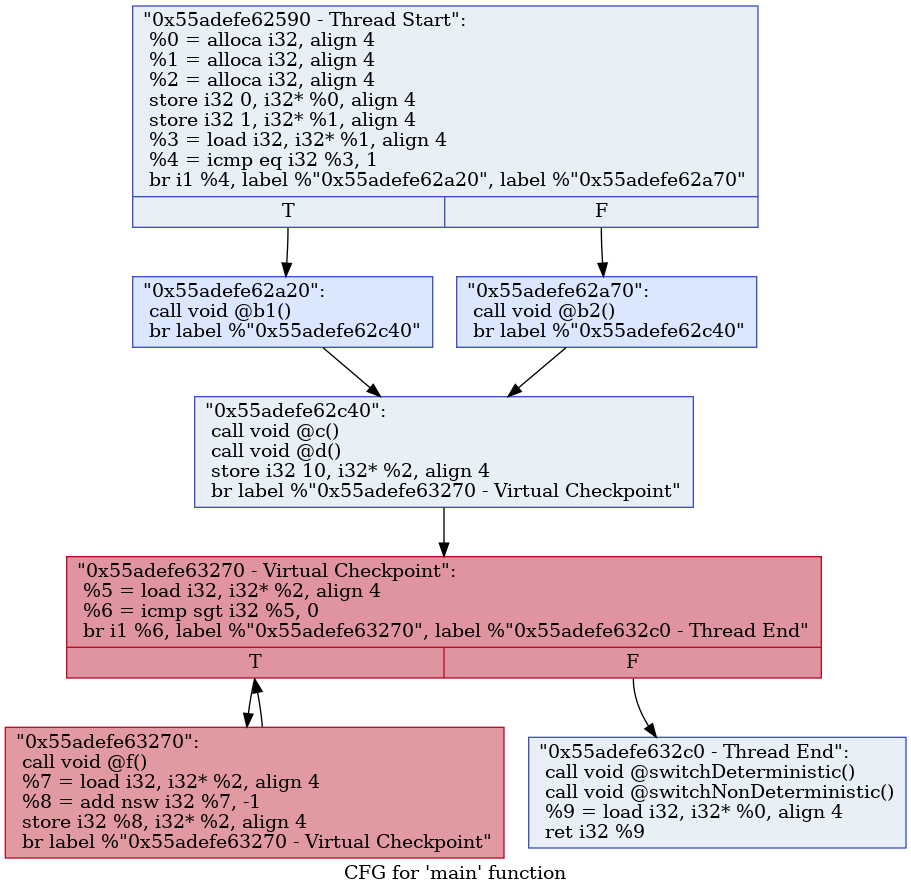 "0x55adefe62590 - Thread Start":
%0 = alloca i32, align 4
%1 = alloca i32, align 4
%2 = alloca i32, align 4
store i32 0, i32* %0, align 4
store i32 1, i32* %1, align 4
%3 = load i32, i32* %1, align 4
%4 = icmp eq i32 %3, 1
br i1 %4, label %"0x55adefe62a20", label %"0x55adefe62a70"
T
F
"0x55adefe62a20":
call void @b1()
br label %"0x55adefe62c40"
"0x55adefe62a70":
call void @b2()
br label %"0x55adefe62c40"
"0x55adefe62c40":
call void @c()
call void @d()
store i32 10, i32* %2, align 4
br label %"0x55adefe63270 - Virtual Checkpoint"
"0x55adefe63270 - Virtual Checkpoint":
%5 = load i32, i32* %2, align 4
%6 = icmp sgt i32 %5, 0
br i1 %6, label %"0x55adefe63270", label %"0x55adefe632c0 - Thread End"
T
F
"0x55adefe63270":
call void @f()
%7 = load i32, i32* %2, align 4
%8 = add nsw i32 %7, -1
store i32 %8, i32* %2, align 4
br label %"0x55adefe63270 - Virtual Checkpoint"
"0x55adefe632c0 - Thread End":
call void @switchDeterministic()
call void @switchNonDeterministic()
%9 = load i32, i32* %0, align 4
ret i32 %9
CFG for 'main' function